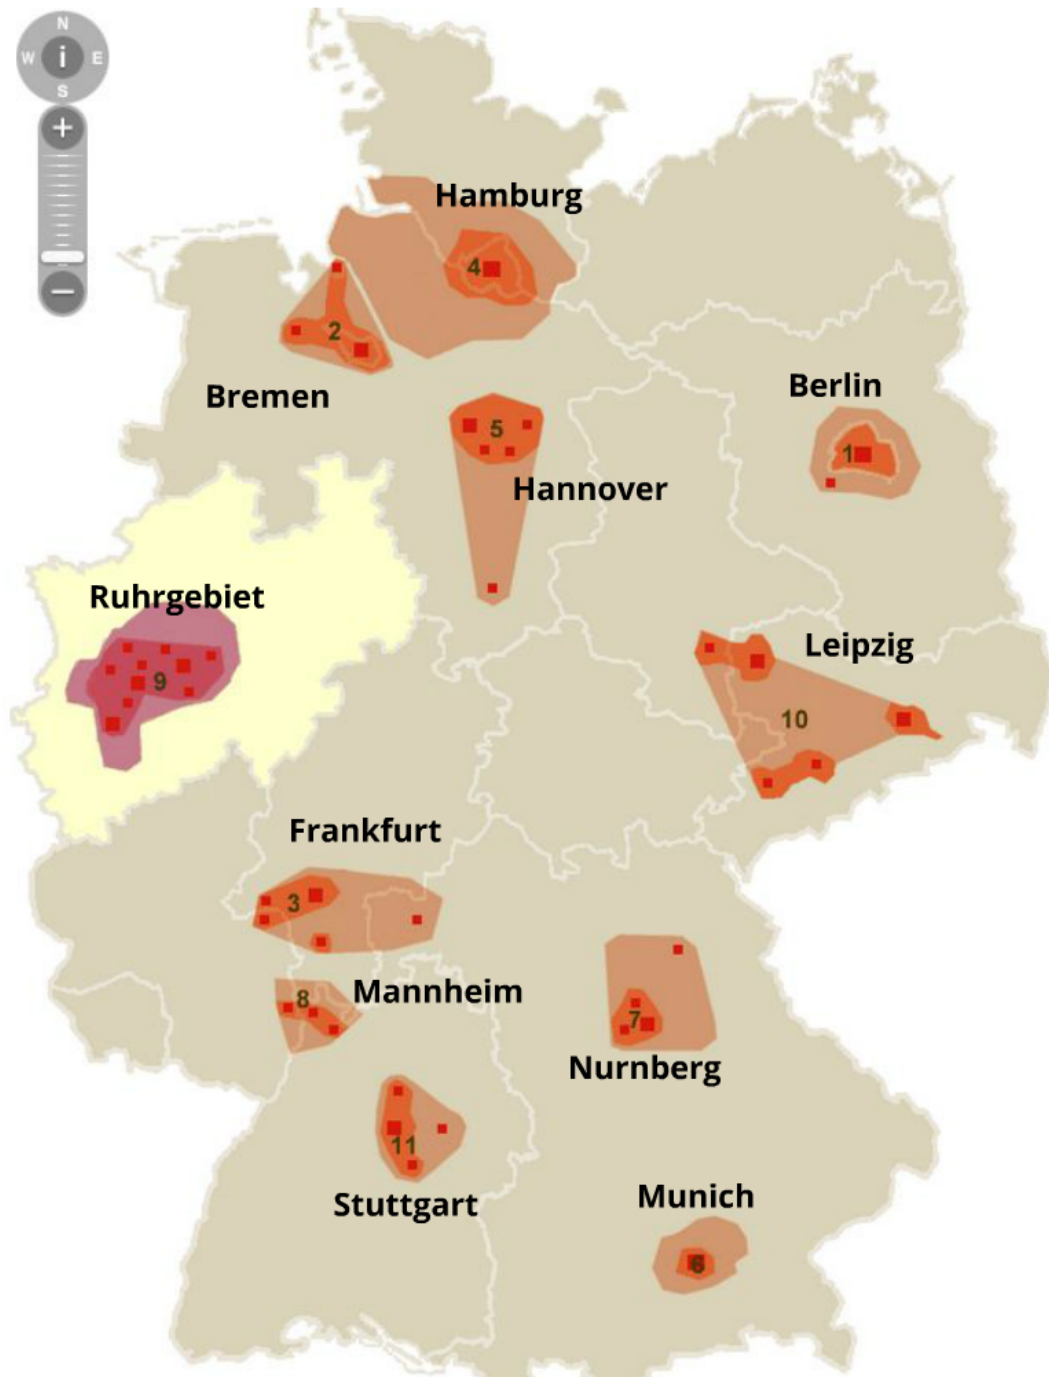 N
W i E
S
+
−
Hamburg
4
2
Bremen
Berlin
1
5
Hannover
Ruhrgebiet
9
Leipzig
10
Frankfurt
3
8
Mannheim
7
Nurnberg
11
Stuttgart
Munich
6